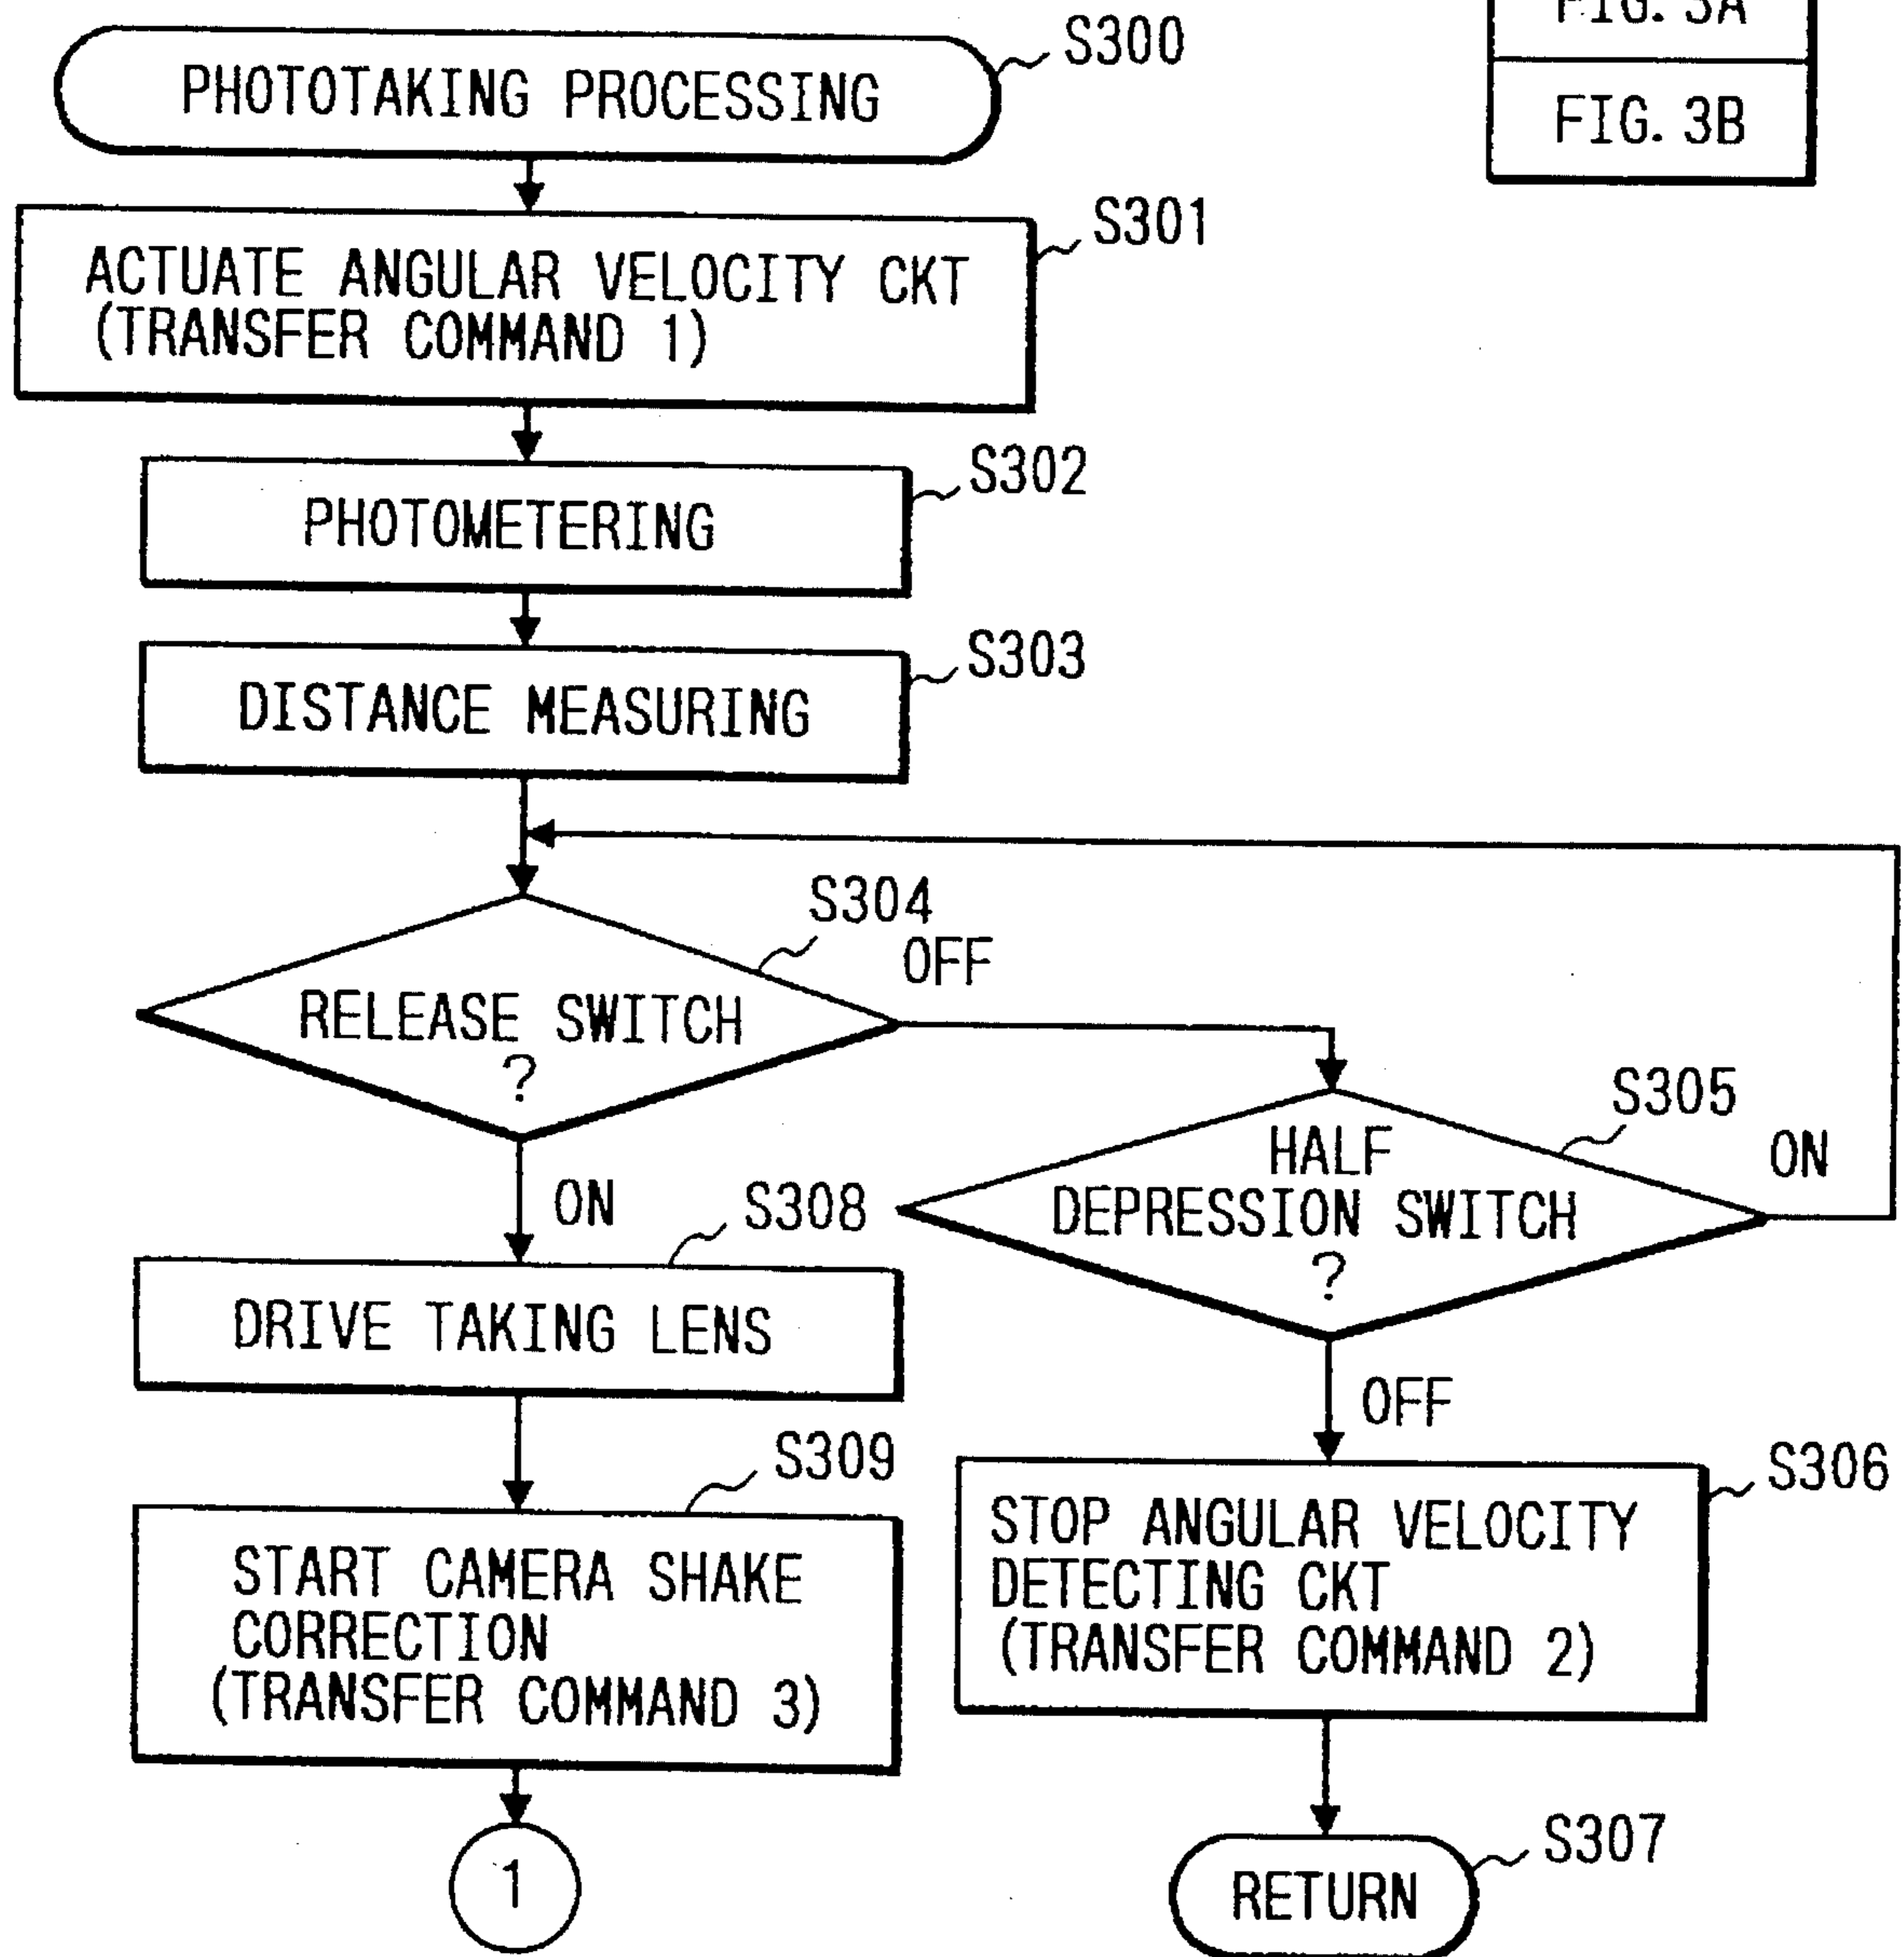 FIG. 3A
FIG. 3B
PHOTOTAKING PROCESSING
S300
ACTUATE ANGULAR VELOCITY CKT
(TRANSFER COMMAND 1)
S301
PHOTOMETERING
S302
DISTANCE MEASURING
S303
RELEASE SWITCH
?
S304
OFF
ON
HALF
DEPRESSION SWITCH
?
S305
ON
OFF
DRIVE TAKING LENS
S308
START CAMERA SHAKE
CORRECTION
(TRANSFER COMMAND 3)
S309
STOP ANGULAR VELOCITY
DETECTING CKT
(TRANSFER COMMAND 2)
S306
1
RETURN
S307